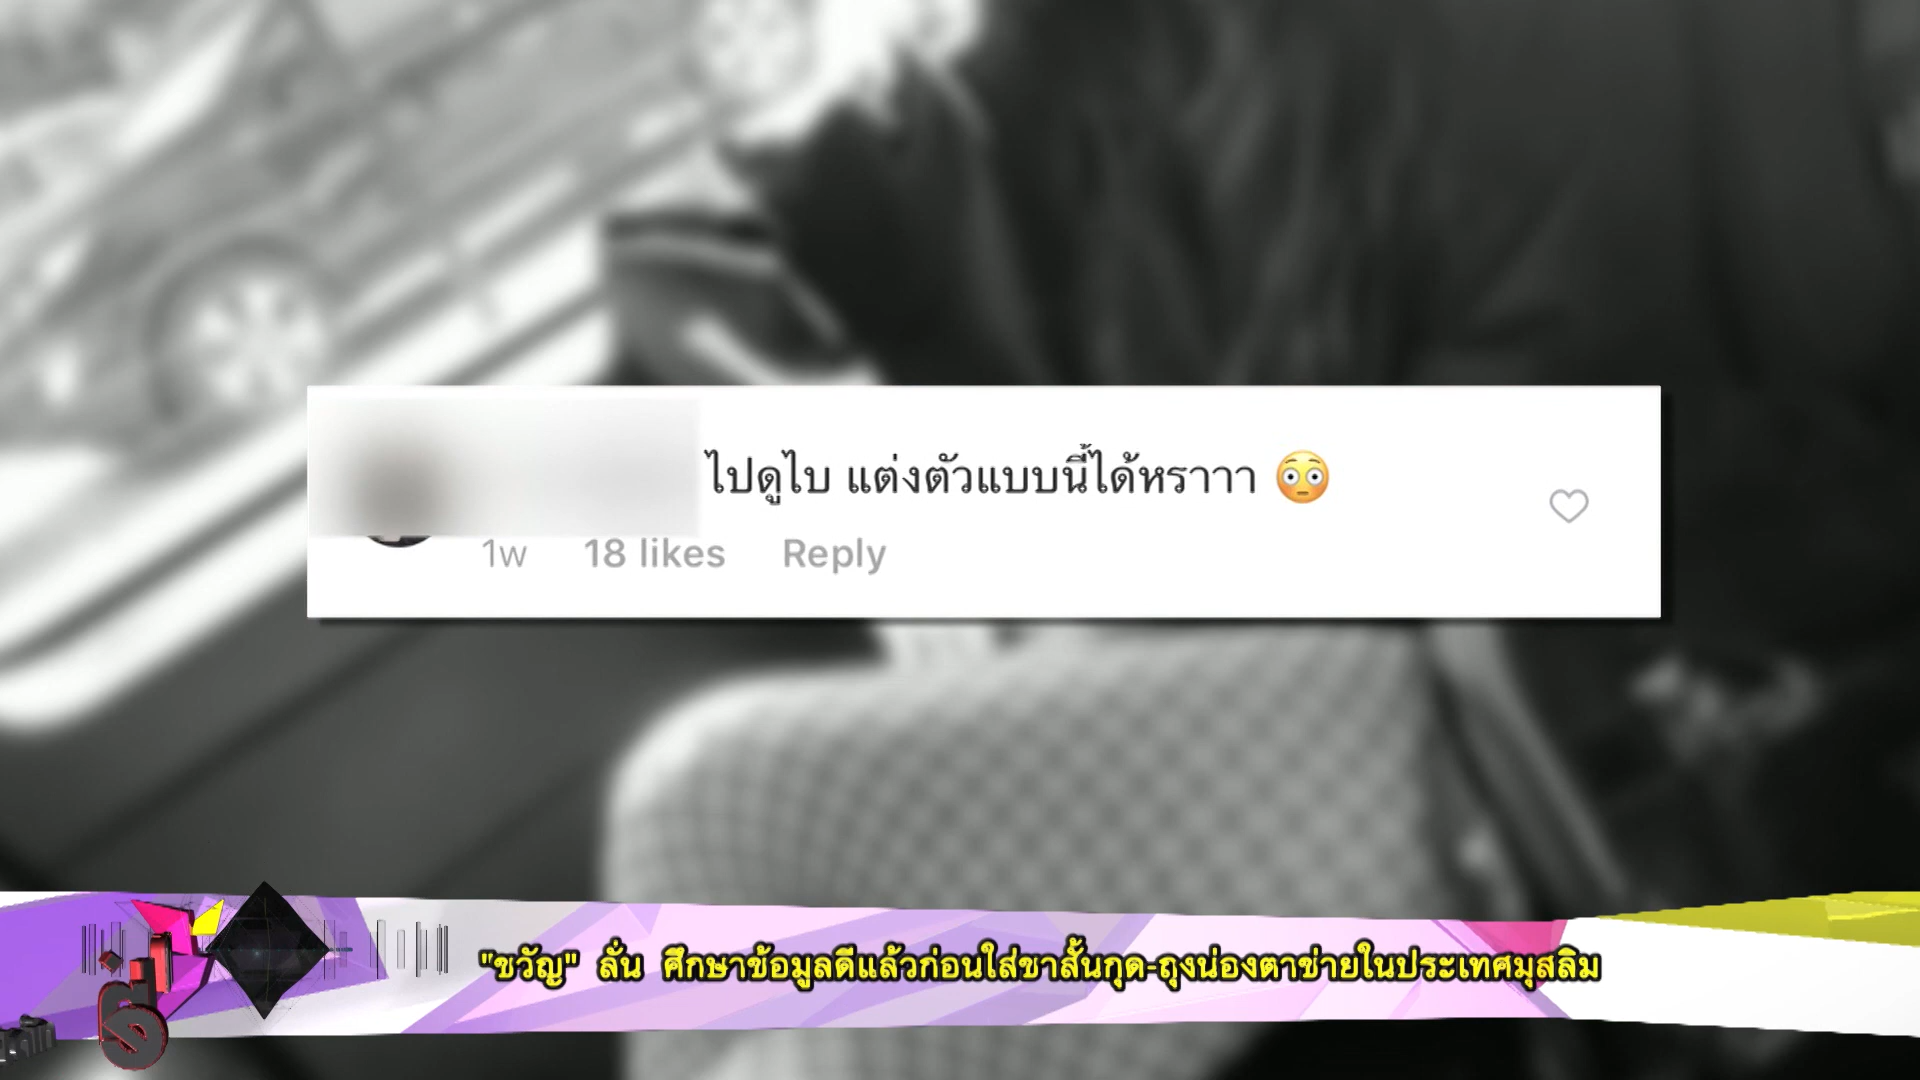 ไปดูไบ แต่งตัวแบบนี้ได้หราาา 😳
1w 18 likes Reply
"ขวัญ" ลั่น ศึกษาข้อมูลดีแล้วก่อนใส่ขาสั้นกุด-ถุงน่องตาข่ายในประเทศมุสลิม